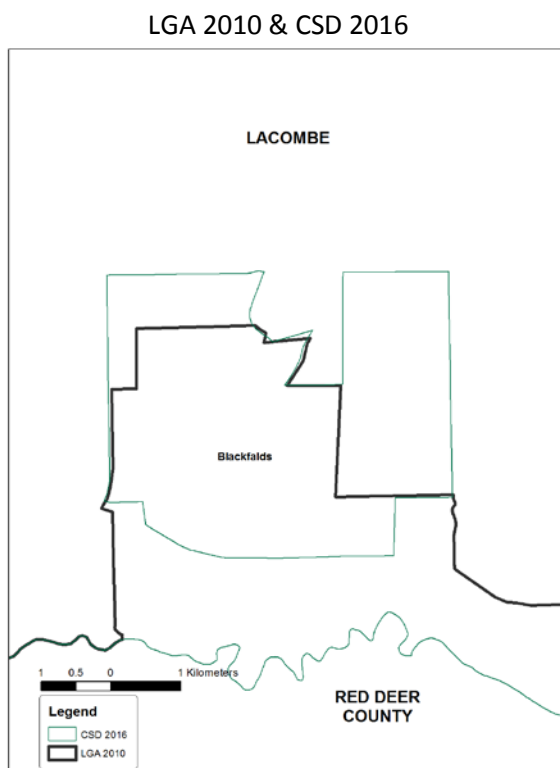 LGA 2010 & CSD 2016
LACOMBE
Blackfalds
1 0.5 0 1 Kilometers
RED DEER
COUNTY
Legend
CSD 2016
LGA 2010